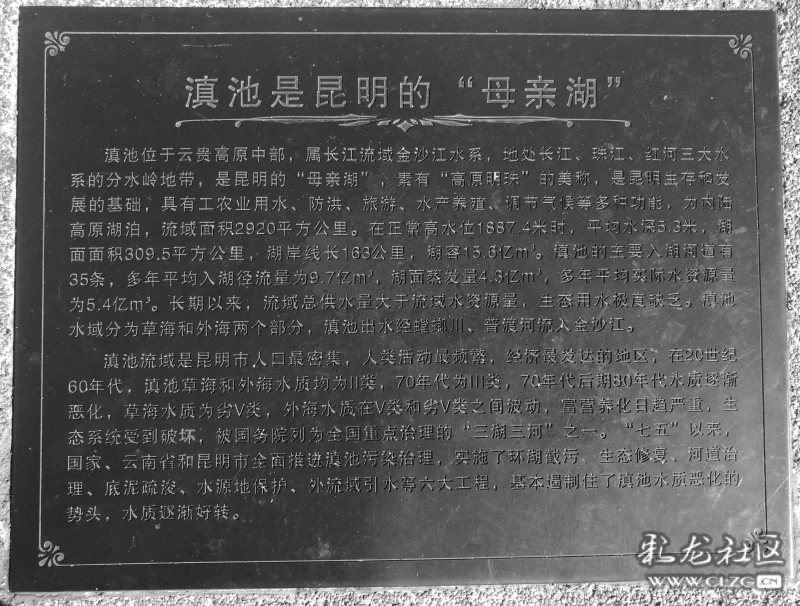 滇池是昆明的“母亲湖”
滇池位于云贵高原中部，属长江流域金沙江水系，地处长江、珠江、红河三大水
系的分水岭地带，是昆明的“母亲湖”，素有“高原明珠”的美称，是昆明生存和发
展的基础，具有工农业用水、防洪、旅游、水产养殖、调节气候等多种功能，为内陆
高原湖泊，流域面积2920平方公里。在正常高水位1887.4米时，平均水深5.3米，湖
面面积309.5平方公里，湖岸线长163公里，湖容15.6亿m³。滇池的主要入湖河道有
35条，多年平均入湖径流量为9.7亿m³，湖面蒸发量4.3亿m³，多年平均实际水资源量
为5.4亿m³。长期以来，流域总供水量大于流域水资源量，生态用水极度缺乏。滇池
水域分为草海和外海两个部分，滇池出水经螳螂川、普渡河流入金沙江。
滇池流域是昆明市人口最密集，人类活动最频繁，经济最发达的地区，在20世纪
60年代，滇池草海和外海水质均为II类，70年代为III类，70年代后期80年代水质逐渐
恶化，草海水质为劣V类，外海水质在V类和劣V类之间波动，富营养化日趋严重，生
态系统受到破坏，被国务院列为全国重点治理的“三湖三河”之一。“七五”以来，
国家、云南省和昆明市全面推进滇池污染治理，实施了环湖截污、生态修复、河道治
理、底泥疏浚、水源地保护、外流域引水等六大工程，基本遏制住了滇池水质恶化的
势头，水质逐渐好转。
彩龙社区
WWW.CLZG.CN